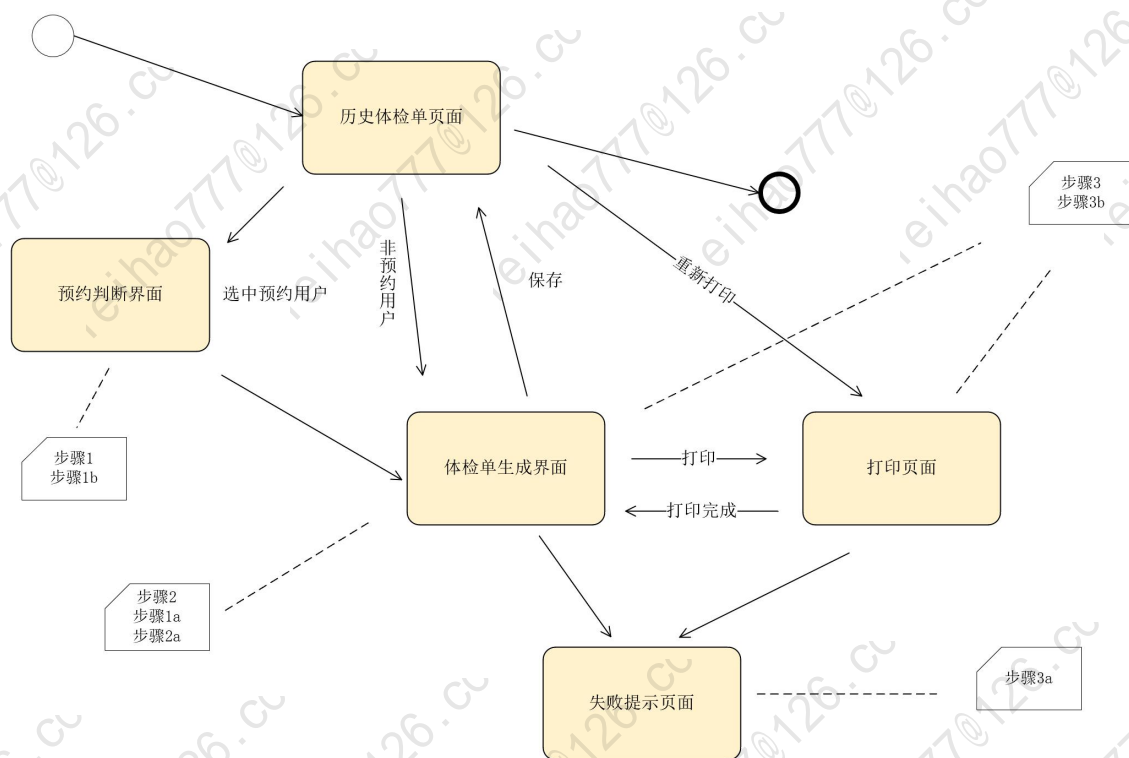 历史体检单页面
步骤3
步骤3b
非预约用户
保存
重新打印
预约判断界面
选中预约用户
步骤1
步骤1b
体检单生成界面
打印
打印完成
打印页面
步骤2
步骤1a
步骤2a
失败提示页面
步骤3a